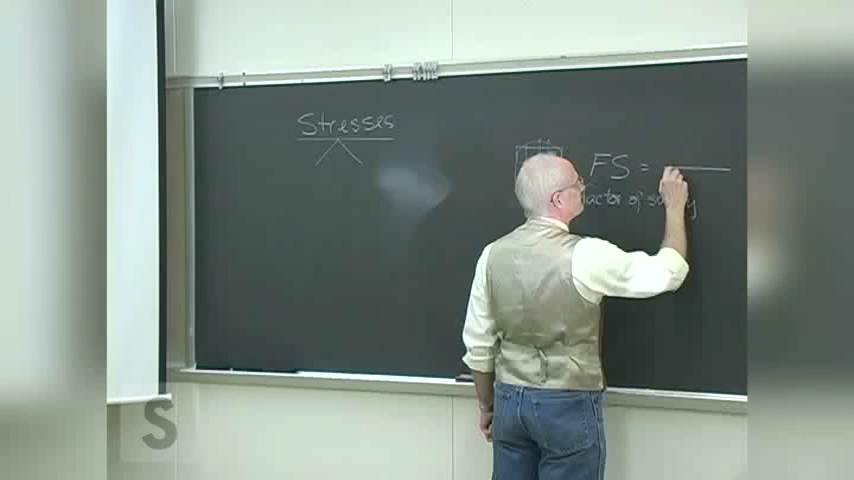 Stresses
FS =
factor of safety
S